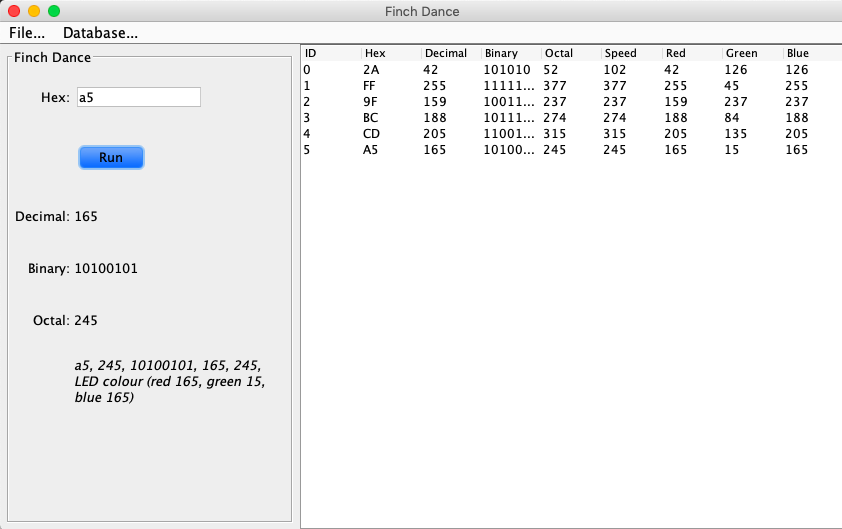 Finch Dance
File... Database...
Finch Dance
Hex: a5
Run
Decimal: 165
Binary: 10100101
Octal: 245
a5, 245, 10100101, 165, 245,
LED colour (red 165, green 15,
blue 165)
ID Hex Decimal Binary Octal Speed Red Green Blue
0 2A 42 101010 52 102 42 126 126
1 FF 255 11111... 377 377 255 45 255
2 9F 159 10011... 237 237 159 237 237
3 BC 188 10111... 274 274 188 84 188
4 CD 205 11001... 315 315 205 135 205
5 A5 165 10100... 245 245 165 15 165